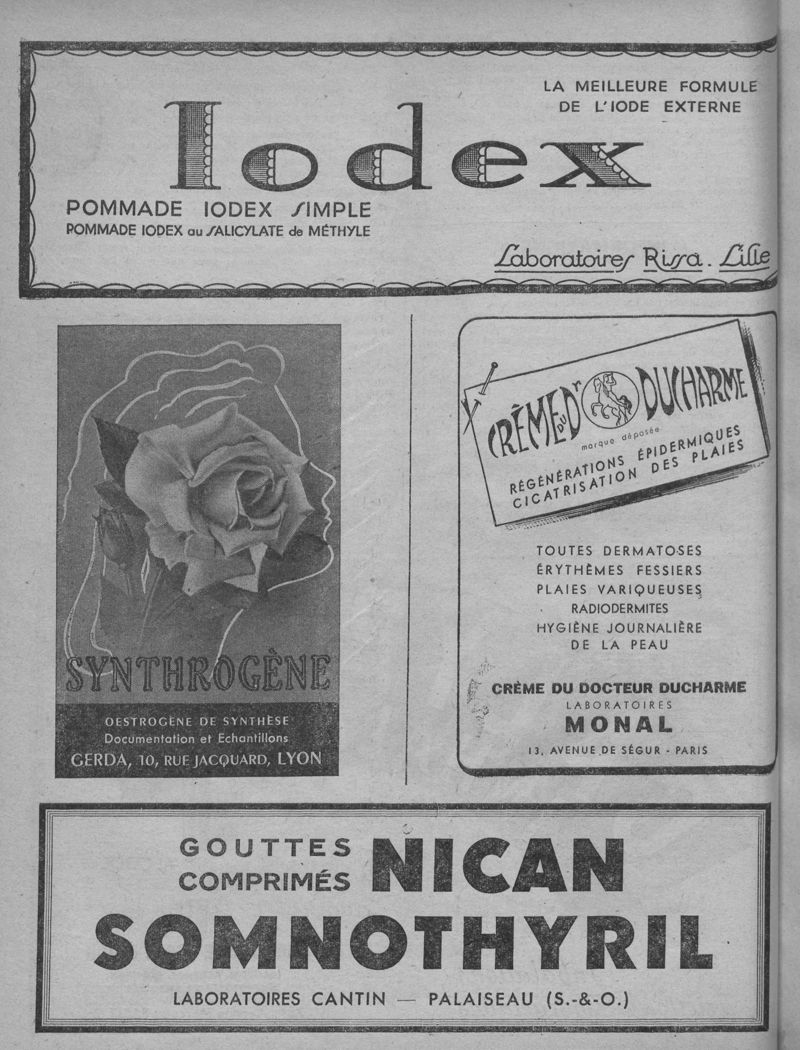 LA MEILLEURE FORMULE
DE L'IODE EXTERNE
Iodex
POMMADE IODEX SIMPLE
POMMADE IODEX au SALICYLATE de MÉTHYLE
Laboratoires Rissa. Lille
SYNTHROGÈNE
OESTROGÈNE DE SYNTHÈSE
Documentation et Echantillons
GERDA, 10, RUE JACQUARD, LYON
CRÈME DU Dr DUCHARME
marque déposée
RÉGÉNÉRATIONS ÉPIDERMIQUES
CICATRISATION DES PLAIES
TOUTES DERMATOSES
ÉRYTHÈMES FESSIERS
PLAIES VARIQUEUSES
RADIODERMITES
HYGIÈNE JOURNALIÈRE
DE LA PEAU
CRÈME DU DOCTEUR DUCHARME
LABORATOIRES
MONAL
13, AVENUE DE SÉGUR - PARIS
GOUTTES
COMPRIMÉS
NICAN
SOMNOTHYRIL
LABORATOIRES CANTIN — PALAISEAU (S.-&-O.)